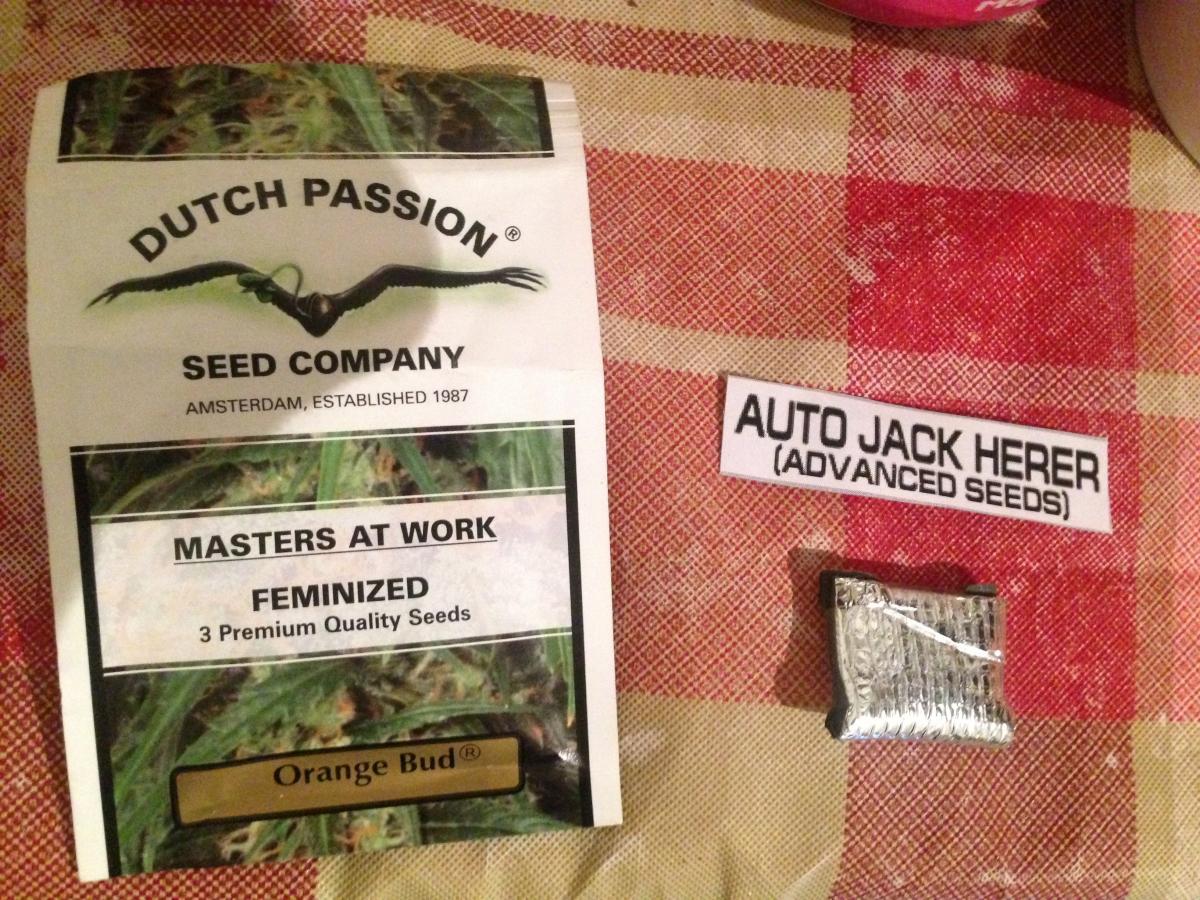 DUTCH PASSION®
SEED COMPANY
AMSTERDAM, ESTABLISHED 1987
MASTERS AT WORK
FEMINIZED
3 Premium Quality Seeds
Orange Bud®
AUTO JACK HERER
(ADVANCED SEEDS)